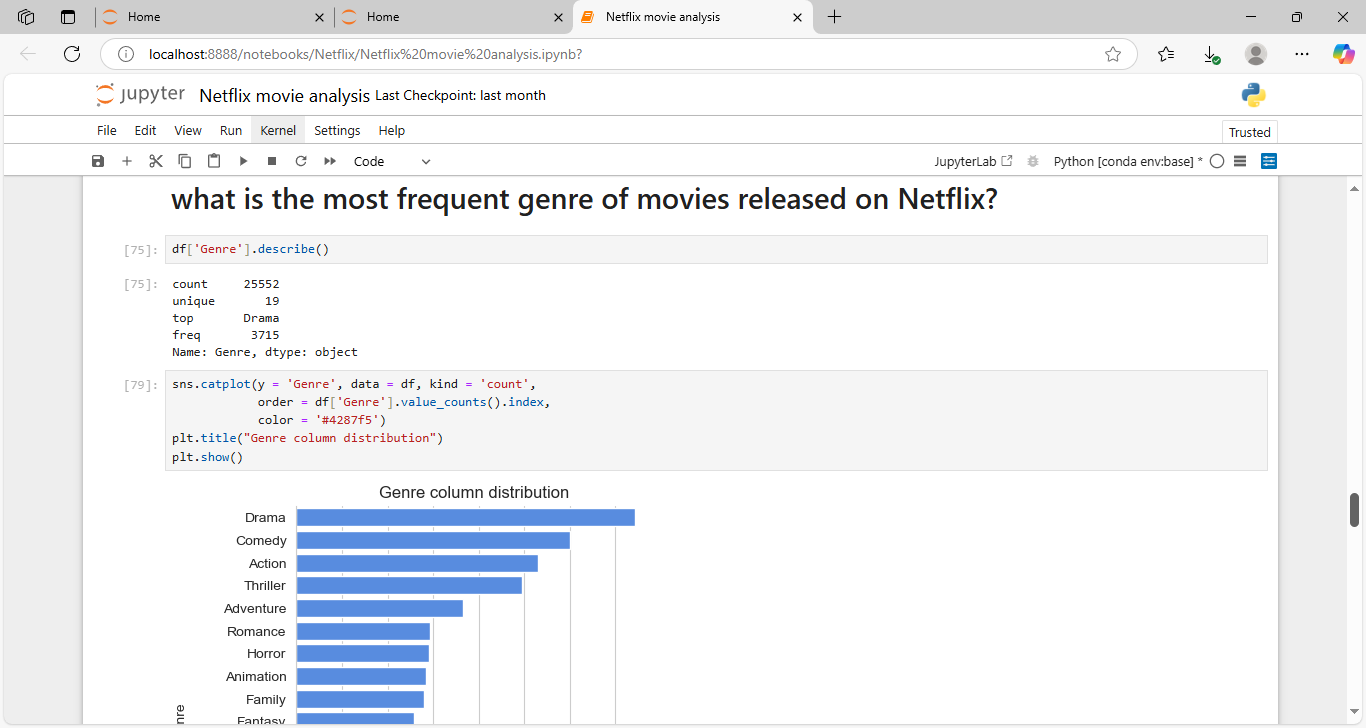 Home
Home
Netflix movie analysis
localhost:8888/notebooks/Netflix/Netflix%20movie%20analysis.ipynb?
jupyter Netflix movie analysis Last Checkpoint: last month
File Edit View Run Kernel Settings Help
Trusted
Code
JupyterLab
Python [conda env:base] *
what is the most frequent genre of movies released on Netflix?
[75]: df['Genre'].describe()
[75]: count 25552
unique 19
top Drama
freq 3715
Name: Genre, dtype: object
[79]: sns.catplot(y = 'Genre', data = df, kind = 'count',
order = df['Genre'].value_counts().index,
color = '#4287f5')
plt.title("Genre column distribution")
plt.show()
Genre column distribution
Drama
Comedy
Action
Thriller
Adventure
Romance
Horror
Animation
Family
Fantasy
nre